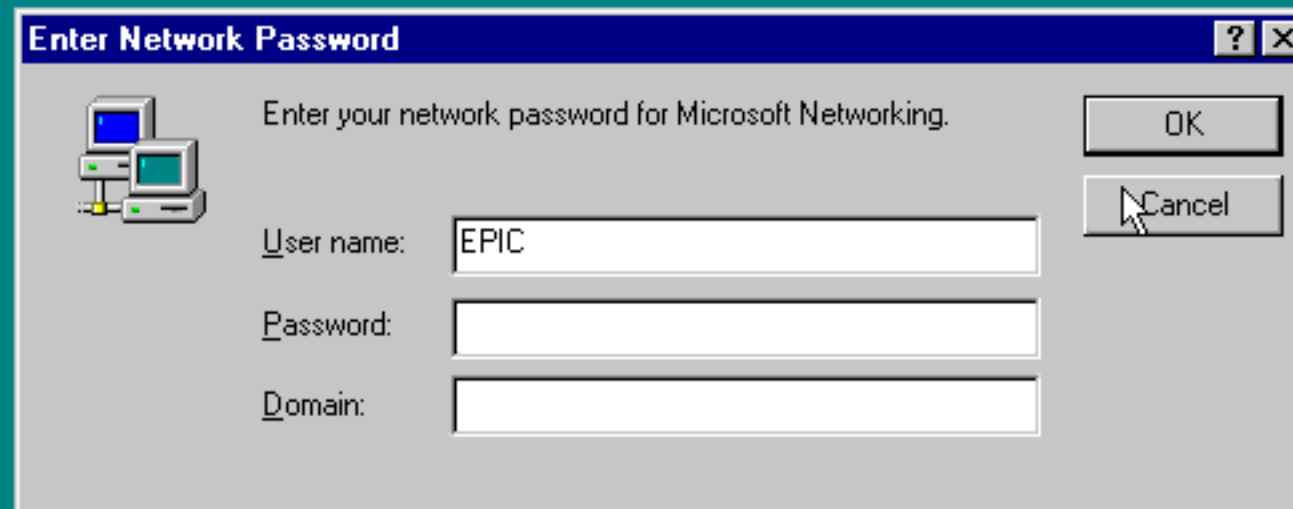 Enter Network Password
Enter your network password for Microsoft Networking.
OK
Cancel
User name: EPIC
Password:
Domain: